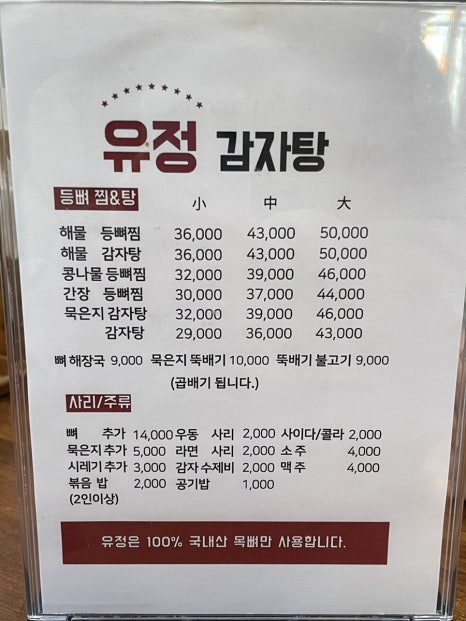 유정 감자탕
등뼈 찜&탕 小 中 大
해물 등뼈찜 36,000 43,000 50,000
해물 감자탕 36,000 43,000 50,000
콩나물 등뼈찜 32,000 39,000 46,000
간장 등뼈찜 30,000 37,000 44,000
묵은지 감자탕 32,000 39,000 46,000
감자탕 29,000 36,000 43,000
뼈 해장국 9,000 묵은지 뚝배기 10,000 뚝배기 불고기 9,000
(곱배기 됩니다.)
사리/주류
뼈 추가 14,000 우동 사리 2,000 사이다/콜라 2,000
묵은지 추가 5,000 라면 사리 2,000 소주 4,000
시레기 추가 3,000 감자 수제비 2,000 맥주 4,000
볶음 밥 2,000 공기밥 1,000
(2인이상)
유정은 100% 국내산 목뼈만 사용합니다.